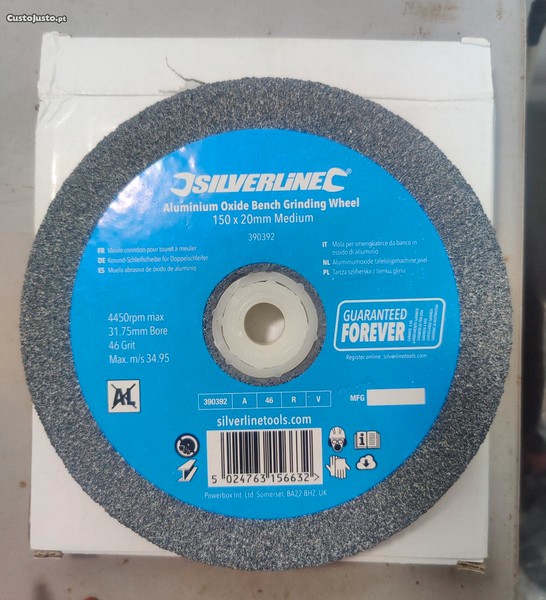 CustoJusto.pt
SILVERLINE
Aluminium Oxide Bench Grinding Wheel
150 x 20mm Medium
390392
FR Meule corindon pour touret à meuler
DE Korund-Schleifscheibe für Doppelschleifer
ES Muela abrasiva de óxido de aluminio
IT Mola per smerigliatrice da banco in
ossido di alluminio
NL Aluminiumoxide tafelslijpmachine wiel
PL Tarcza szlifierska z tlenku glinu
4450rpm max
31.75mm Bore
46 Grit
Max. m/s 34.95
GUARANTEED
FOREVER
Register online: silverlinetools.com
390392 A 46 R V
MFG
silverlinetools.com
5 024763 156632 >
Powerbox Int. Ltd. Somerset, BA22 8HZ. UK